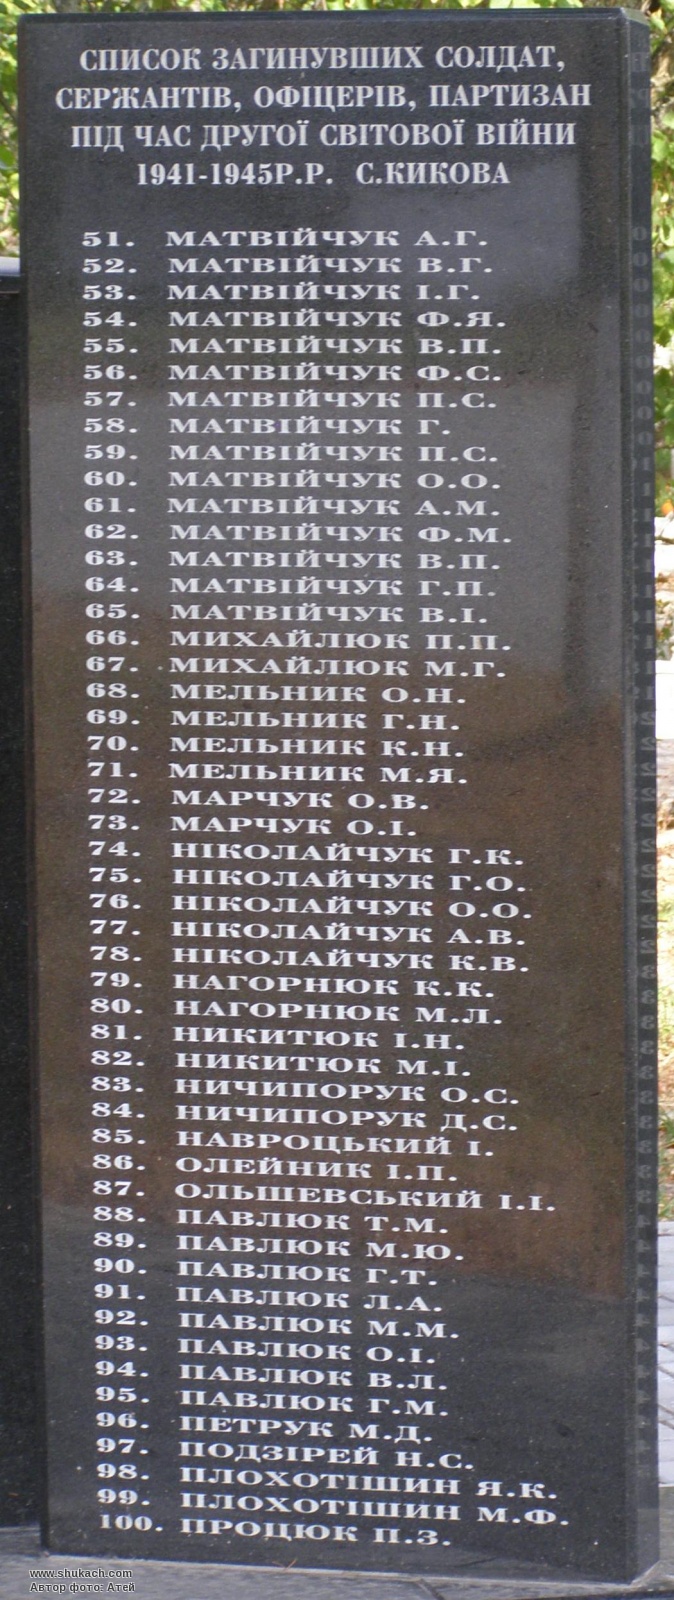 СПИСОК ЗАГИНУВШИХ СОЛДАТ,
СЕРЖАНТІВ, ОФІЦЕРІВ, ПАРТИЗАН
ПІД ЧАС ДРУГОЇ СВІТОВОЇ ВІЙНИ
1941-1945Р.Р. С.КИКОВА
51. МАТВІЙЧУК А.Г.
52. МАТВІЙЧУК В.Г.
53. МАТВІЙЧУК І.Г.
54. МАТВІЙЧУК Ф.Я.
55. МАТВІЙЧУК В.П.
56. МАТВІЙЧУК Ф.С.
57. МАТВІЙЧУК П.С.
58. МАТВІЙЧУК Г.
59. МАТВІЙЧУК П.С.
60. МАТВІЙЧУК О.О.
61. МАТВІЙЧУК А.М.
62. МАТВІЙЧУК Ф.М.
63. МАТВІЙЧУК В.П.
64. МАТВІЙЧУК Г.П.
65. МАТВІЙЧУК В.І.
66. МИХАЙЛЮК П.П.
67. МИХАЙЛЮК М.Г.
68. МЕЛЬНИК О.Н.
69. МЕЛЬНИК Г.Н.
70. МЕЛЬНИК К.Н.
71. МЕЛЬНИК М.Я.
72. МАРЧУК О.В.
73. МАРЧУК О.І.
74. НІКОЛАЙЧУК Г.К.
75. НІКОЛАЙЧУК Г.О.
76. НІКОЛАЙЧУК О.О.
77. НІКОЛАЙЧУК А.В.
78. НІКОЛАЙЧУК К.В.
79. НАГОРНЮК К.К.
80. НАГОРНЮК М.Л.
81. НИКИТЮК І.Н.
82. НИКИТЮК М.І.
83. НИЧИПОРУК О.С.
84. НИЧИПОРУК Д.С.
85. НАВРОЦЬКИЙ І.
86. ОЛЕЙНИК І.П.
87. ОЛЬШЕВСЬКИЙ І.І.
88. ПАВЛЮК Т.М.
89. ПАВЛЮК М.Ю.
90. ПАВЛЮК Г.Т.
91. ПАВЛЮК Л.А.
92. ПАВЛЮК М.М.
93. ПАВЛЮК О.І.
94. ПАВЛЮК В.Л.
95. ПАВЛЮК Г.М.
96. ПЕТРУК М.Д.
97. ПОДЗІРЕЙ Н.С.
98. ПЛОХОТІШИН Я.К.
99. ПЛОХОТІШИН М.Ф.
100. ПРОЦЮК П.З.
www.shukach.com
Автор фото: Атей